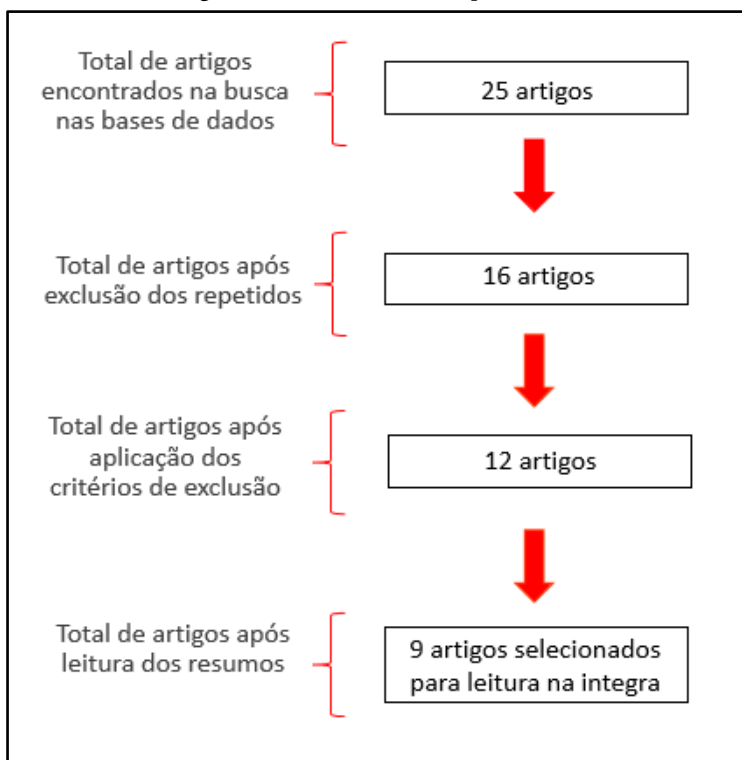 Total de artigos
encontrados na busca
nas bases de dados
25 artigos
Total de artigos após
exclusão dos repetidos
16 artigos
Total de artigos após
aplicação dos
critérios de exclusão
12 artigos
Total de artigos após
leitura dos resumos
9 artigos selecionados
para leitura na integra